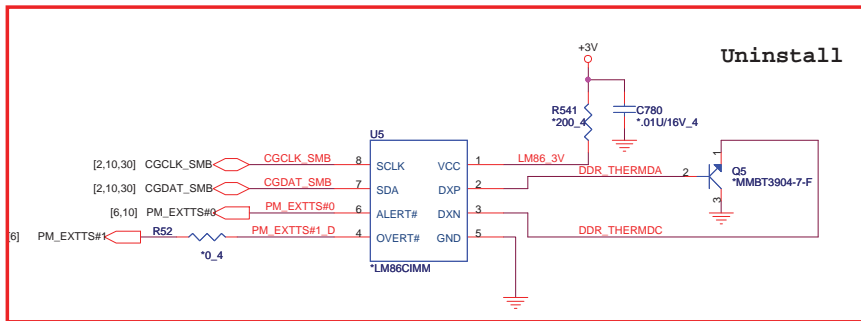 +3V
Uninstall
R541
*200_4
C780
*.01U/16V_4
U5
[2,10,30] CGCLK_SMB CGCLK_SMB 8 SCLK VCC 1 LM86_3V
[2,10,30] CGDAT_SMB CGDAT_SMB 7 SDA DXP 2 DDR_THERMDA 2
[6,10] PM_EXTTS#0 PM_EXTTS#0 6 ALERT# DXN 3 DDR_THERMDC
6] PM_EXTTS#1 R52 PM_EXTTS#1_D 4 OVERT# GND 5
*0_4
*LM86CIMM
1
Q5
*MMBT3904-7-F
3